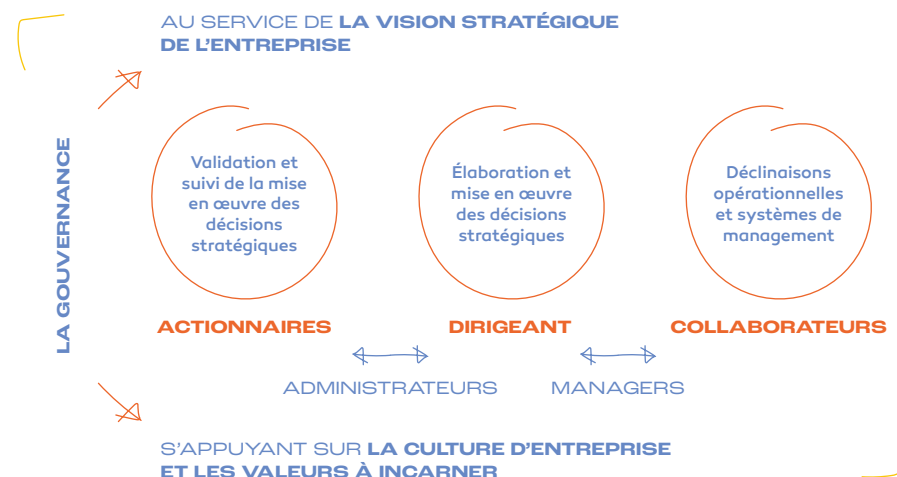 AU SERVICE DE LA VISION STRATÉGIQUE
DE L'ENTREPRISE
LA GOUVERNANCE
Validation et
suivi de la mise
en œuvre des
décisions
stratégiques
ACTIONNAIRES
Élaboration et
mise en œuvre
des décisions
stratégiques
DIRIGEANT
Déclinaisons
opérationnelles
et systèmes de
management
COLLABORATEURS
ADMINISTRATEURS
MANAGERS
S'APPUYANT SUR LA CULTURE D'ENTREPRISE
ET LES VALEURS À INCARNER